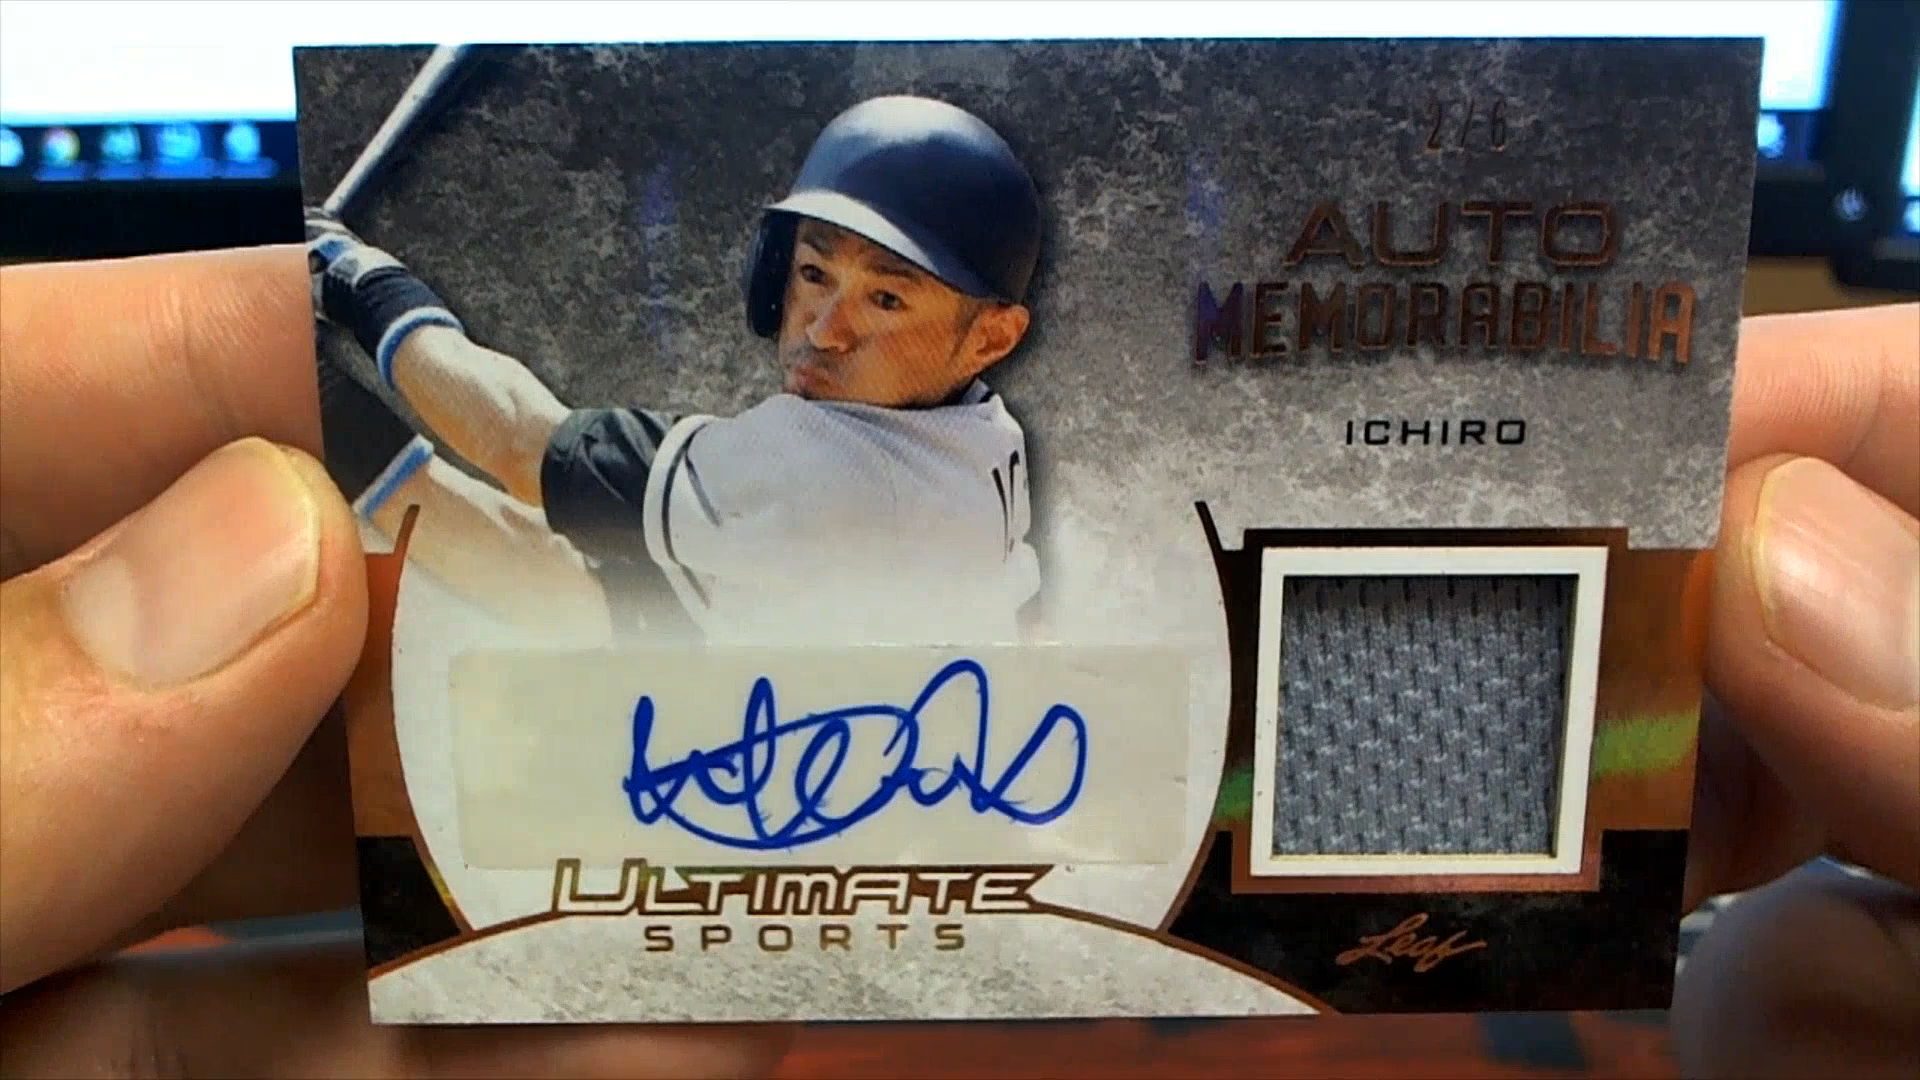 2/6
AUTO
MEMORABILIA
ICHIRO
ULTIMATE
SPORTS
Leaf